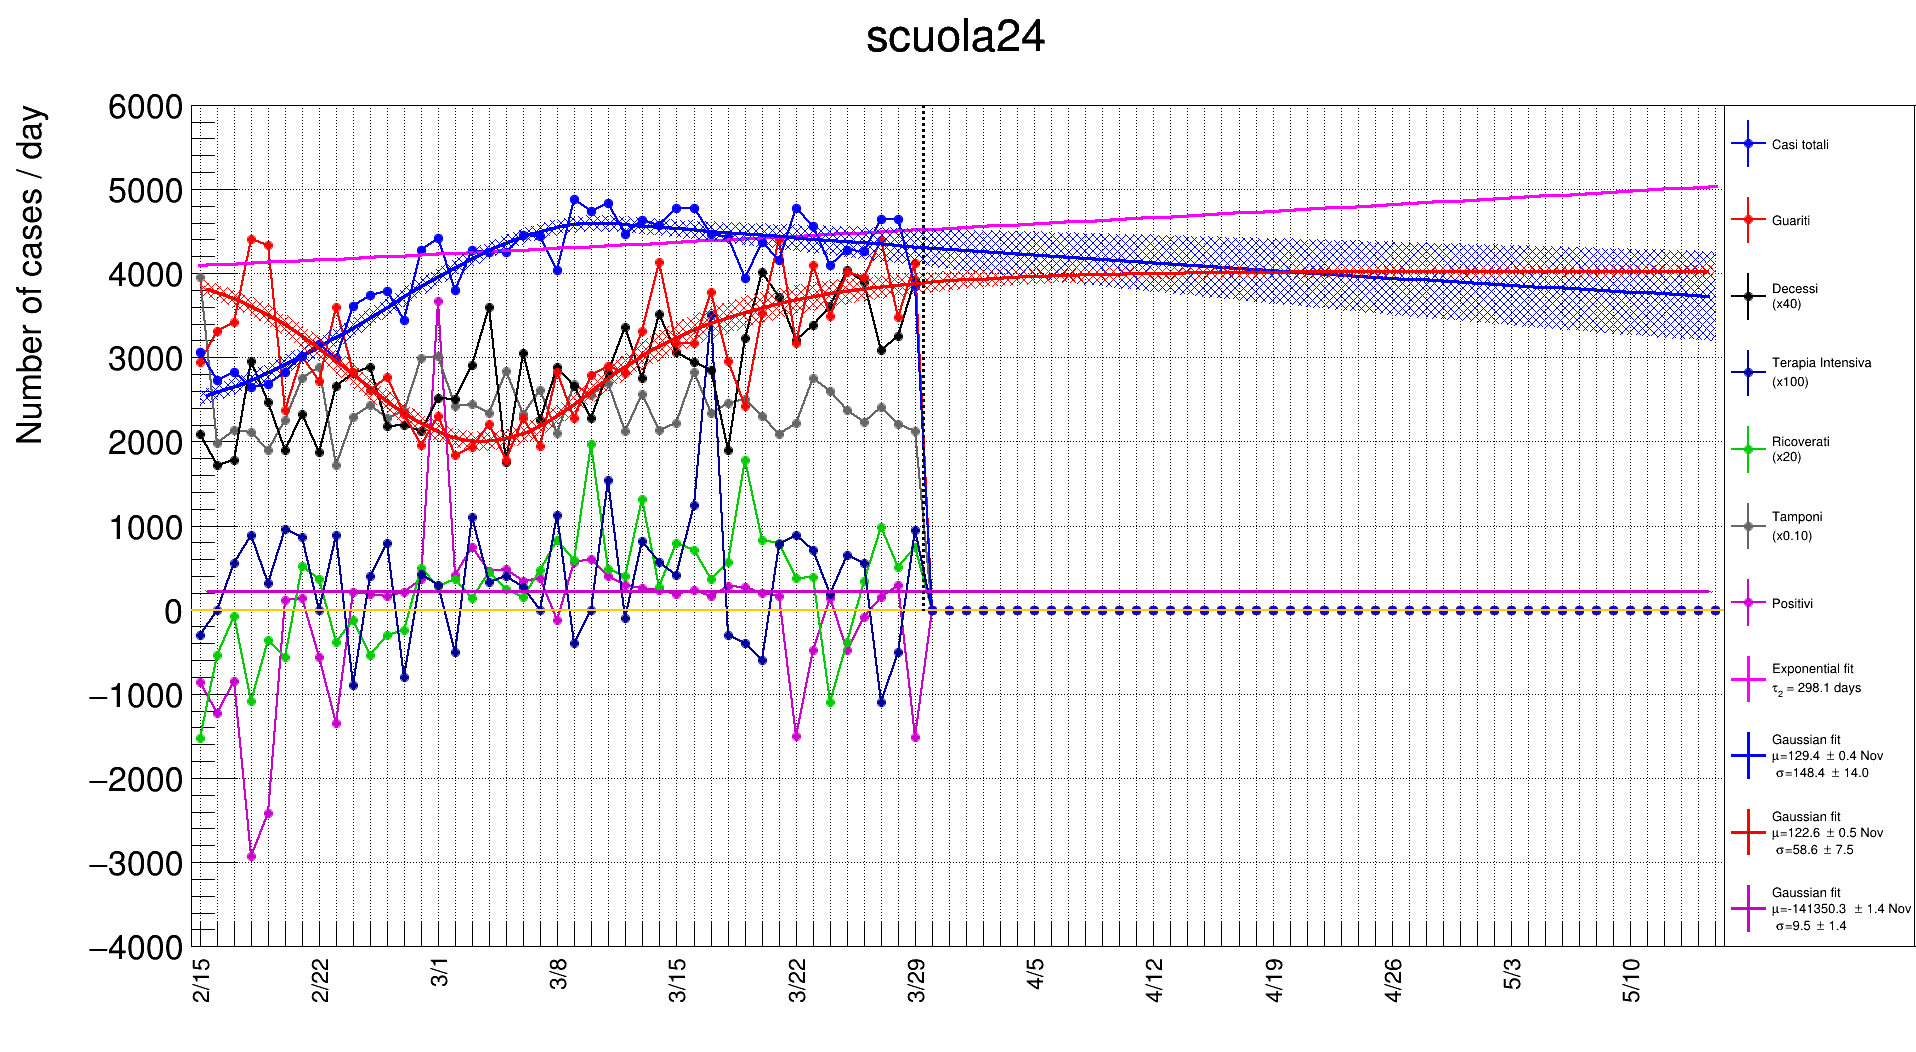 scuola24
Number of cases / day
6000
5000
4000
3000
2000
1000
0
−1000
−2000
−3000
−4000
2/15
2/22
3/1
3/8
3/15
3/22
3/29
4/5
4/12
4/19
4/26
5/3
5/10
Casi totali
Guariti
Decessi
(x40)
Terapia Intensiva
(x100)
Ricoverati
(x20)
Tamponi
(x0.10)
Positivi
Exponential fit
τ₂ = 298.1 days
Gaussian fit
μ=129.4 ± 0.4 Nov
σ=148.4 ± 14.0
Gaussian fit
μ=122.6 ± 0.5 Nov
σ=58.6 ± 7.5
Gaussian fit
μ=-141350.3 ± 1.4 Nov
σ=9.5 ± 1.4